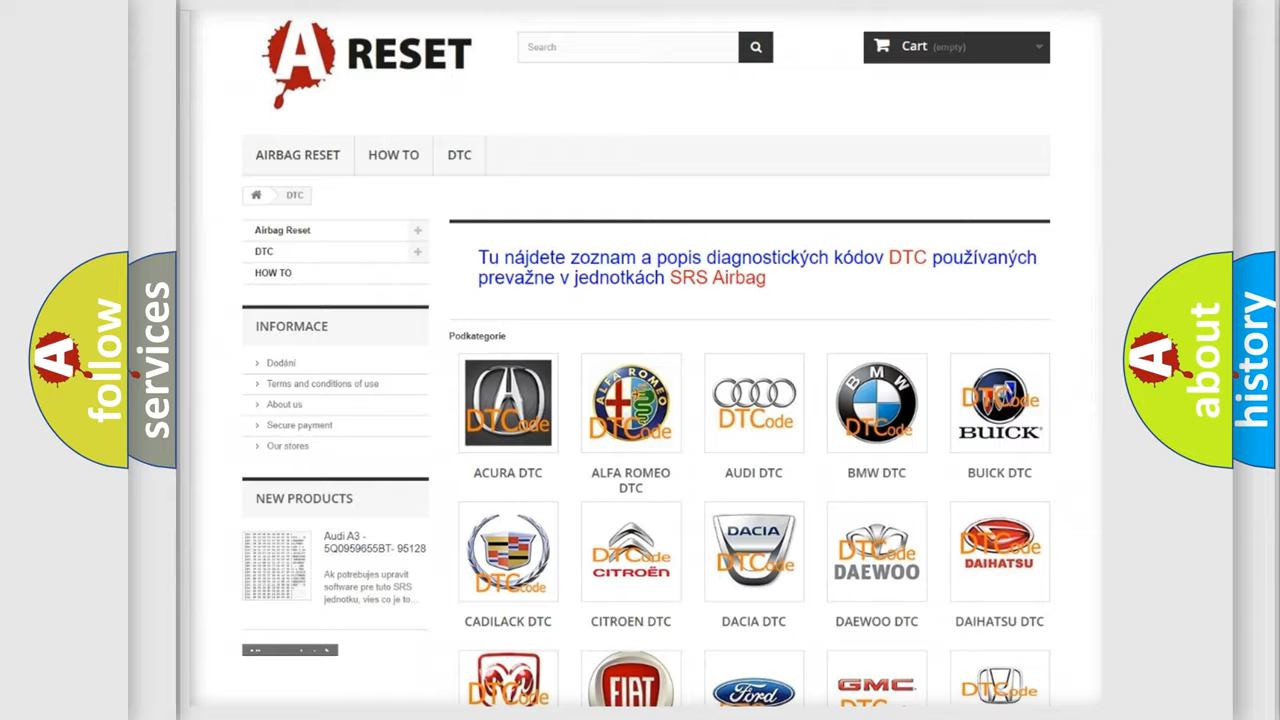 A RESET
Search
Cart (empty)
AIRBAG RESET
HOW TO
DTC
DTC
Airbag Reset
DTC
HOW TO
Tu nájdete zoznam a popis diagnostických kódov DTC používaných
prevažne v jednotkách SRS Airbag
INFORMACE
Dodání
Terms and conditions of use
About us
Secure payment
Our stores
NEW PRODUCTS
Audi A3 -
5Q0959655BT- 95128
Ak potrebujes upravit
software pre tuto SRS
jednotku, vies co je to...
Podkategorie
DTCode
ALFA ROMEO
DTCode
DTCode
BMW
DTCode
DTCode
BUICK
ACURA DTC
ALFA ROMEO
DTC
AUDI DTC
BMW DTC
BUICK DTC
DTCode
DTCode
CITROËN
DACIA
DTCode
DTCode
DAEWOO
DTCode
DAIHATSU
CADILACK DTC
CITROEN DTC
DACIA DTC
DAEWOO DTC
DAIHATSU DTC
DTCode
FIAT
Ford
GMC
DTCode
A follow
services
A about
history